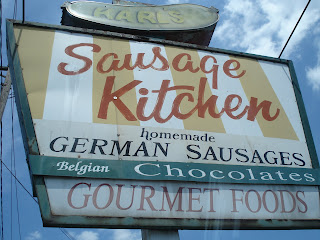 KARL'S
Sausage
Kitchen
homemade
GERMAN SAUSAGES
Belgian Chocolates
GOURMET FOODS